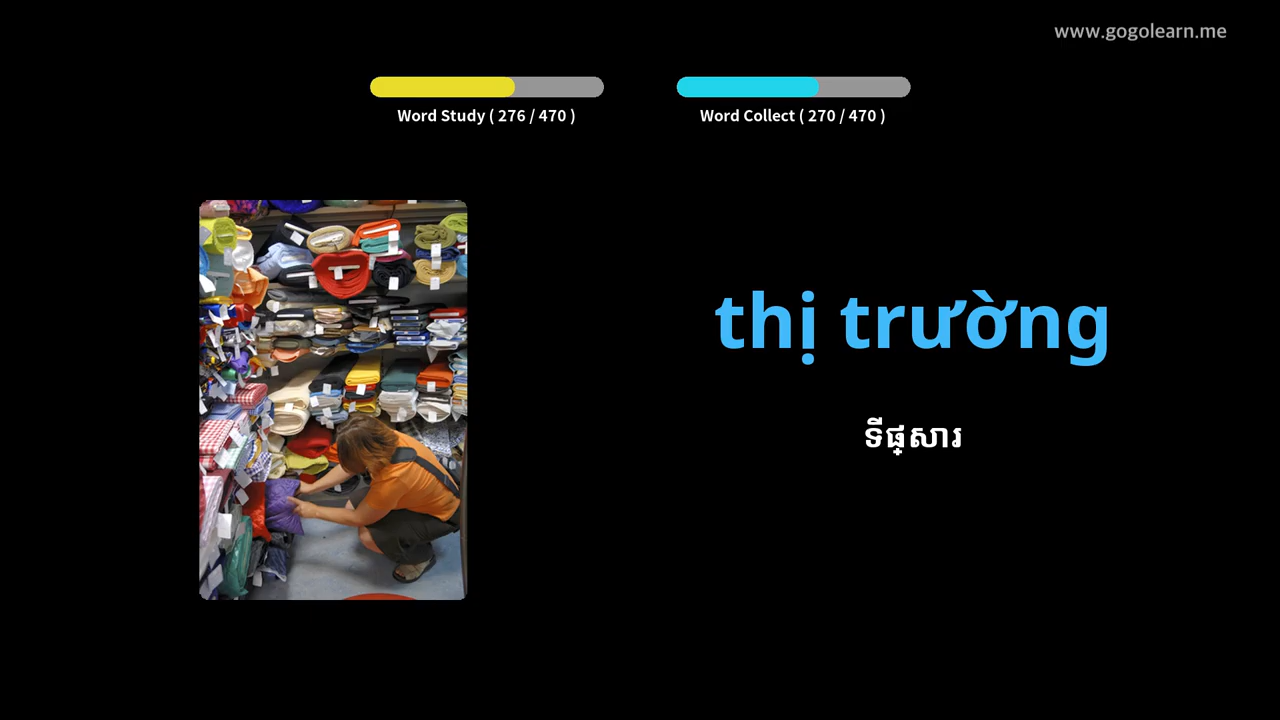 www.gogolearn.me
Word Study ( 276 / 470 )
Word Collect ( 270 / 470 )
thị trường
ទីផ្សារ